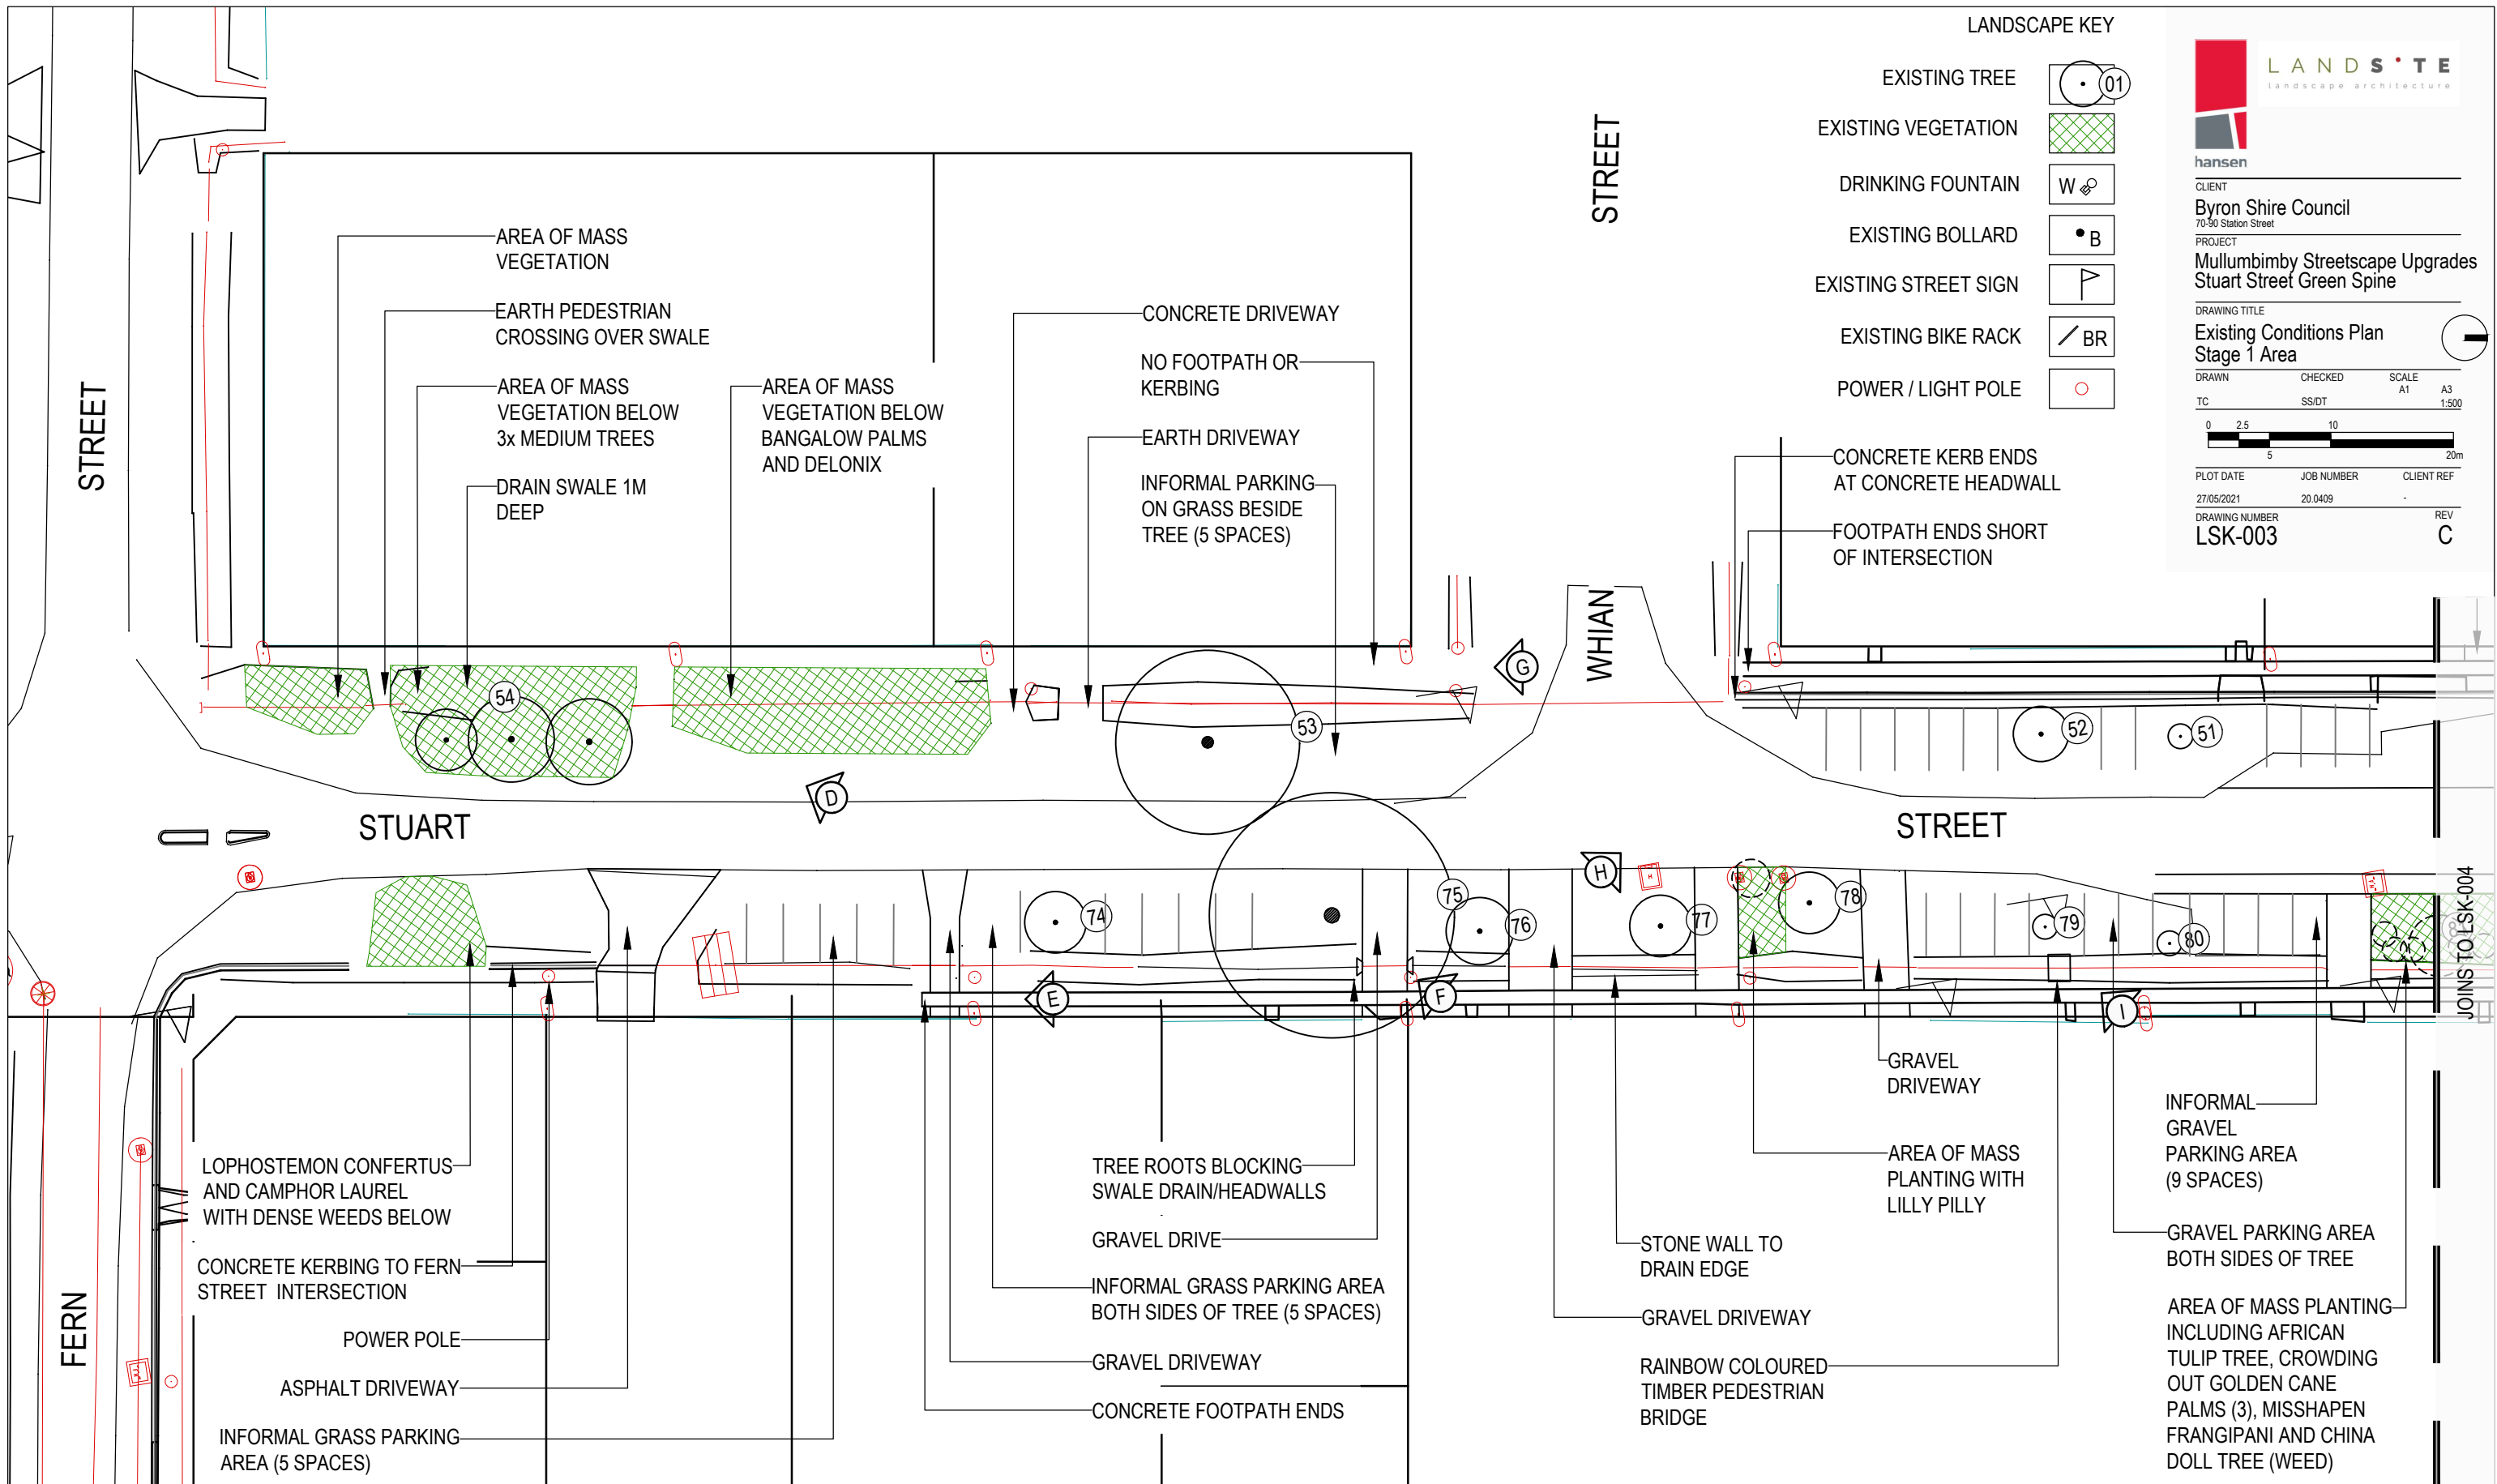 LANDSCAPE KEY
EXISTING TREE
01
EXISTING VEGETATION
DRINKING FOUNTAIN
W
EXISTING BOLLARD
B
EXISTING STREET SIGN
EXISTING BIKE RACK
BR
POWER / LIGHT POLE
LANDSITE
landscape architecture
hansen
CLIENT
Byron Shire Council
70-90 Station Street
PROJECT
Mullumbimby Streetscape Upgrades
Stuart Street Green Spine
DRAWING TITLE
Existing Conditions Plan
Stage 1 Area
DRAWN CHECKED SCALE
A1 A3
TC SS/DT 1:500
0 2.5 10
5 20m
PLOT DATE JOB NUMBER CLIENT REF
27/05/2021 20.0409 -
DRAWING NUMBER REV
LSK-003 C
STREET
STREET
AREA OF MASS
VEGETATION
EARTH PEDESTRIAN
CROSSING OVER SWALE
AREA OF MASS
VEGETATION BELOW
3x MEDIUM TREES
DRAIN SWALE 1M
DEEP
AREA OF MASS
VEGETATION BELOW
BANGALOW PALMS
AND DELONIX
CONCRETE DRIVEWAY
NO FOOTPATH OR
KERBING
EARTH DRIVEWAY
INFORMAL PARKING
ON GRASS BESIDE
TREE (5 SPACES)
CONCRETE KERB ENDS
AT CONCRETE HEADWALL
FOOTPATH ENDS SHORT
OF INTERSECTION
WHIAN
G
54
53
52
51
D
STUART
STREET
H
74
75
76
77
78
79
80
E
F
I
JOINS TO LSK-004
FERN
LOPHOSTEMON CONFERTUS
AND CAMPHOR LAUREL
WITH DENSE WEEDS BELOW
CONCRETE KERBING TO FERN
STREET INTERSECTION
POWER POLE
ASPHALT DRIVEWAY
INFORMAL GRASS PARKING
AREA (5 SPACES)
TREE ROOTS BLOCKING
SWALE DRAIN/HEADWALLS
GRAVEL DRIVE
INFORMAL GRASS PARKING AREA
BOTH SIDES OF TREE (5 SPACES)
GRAVEL DRIVEWAY
CONCRETE FOOTPATH ENDS
GRAVEL
DRIVEWAY
AREA OF MASS
PLANTING WITH
LILLY PILLY
STONE WALL TO
DRAIN EDGE
GRAVEL DRIVEWAY
RAINBOW COLOURED
TIMBER PEDESTRIAN
BRIDGE
INFORMAL
GRAVEL
PARKING AREA
(9 SPACES)
GRAVEL PARKING AREA
BOTH SIDES OF TREE
AREA OF MASS PLANTING
INCLUDING AFRICAN
TULIP TREE, CROWDING
OUT GOLDEN CANE
PALMS (3), MISSHAPEN
FRANGIPANI AND CHINA
DOLL TREE (WEED)